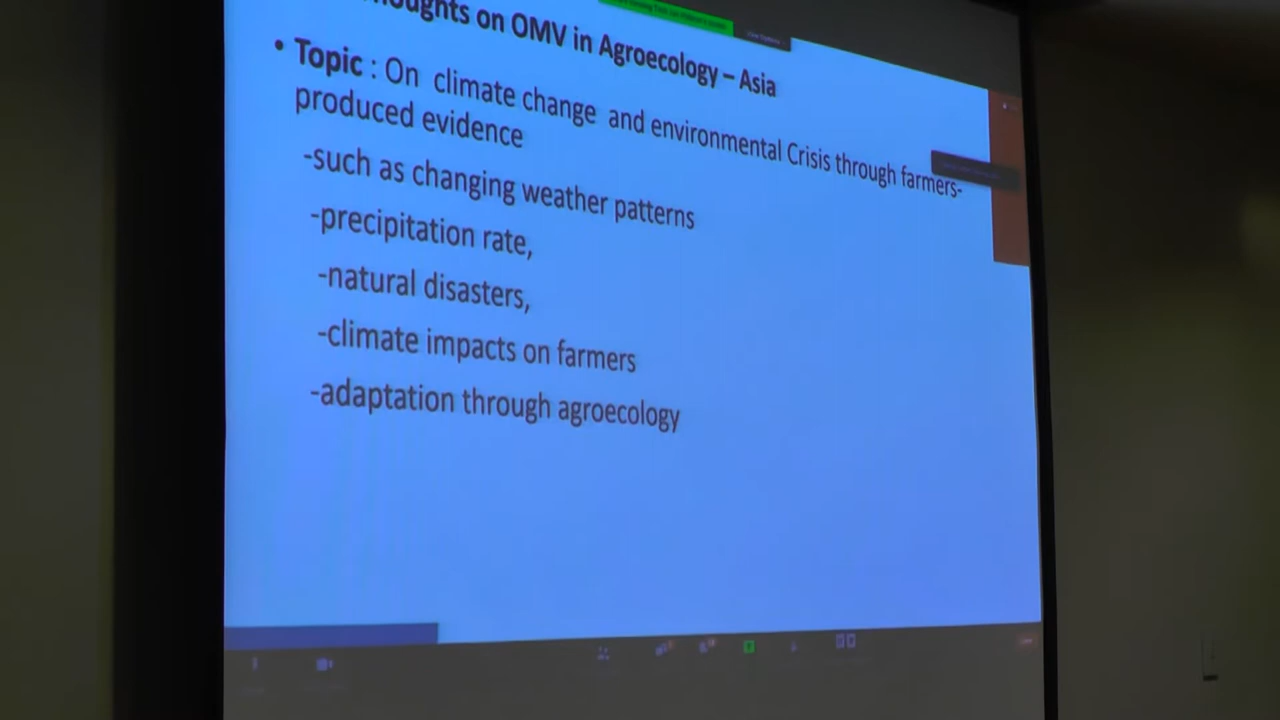 oughts on OMV in Agroecology – Asia
• Topic : On climate change and environmental Crisis through farmers-
produced evidence
-such as changing weather patterns
-precipitation rate,
-natural disasters,
-climate impacts on farmers
-adaptation through agroecology